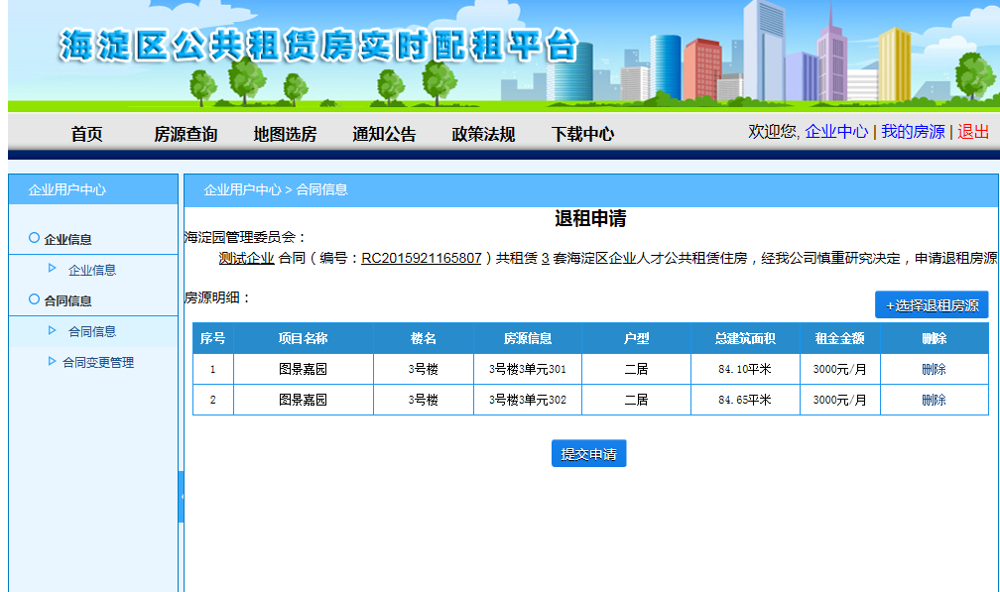 海淀区公共租赁房实时配租平台
首页 房源查询 地图选房 通知公告 政策法规 下载中心 欢迎您, 企业中心 | 我的房源 | 退出
企业用户中心
企业信息
企业信息
合同信息
合同信息
合同变更管理
企业用户中心 > 合同信息
退租申请
海淀园管理委员会：
测试企业 合同（编号：RC2015921165807）共租赁 3 套海淀区企业人才公共租赁住房，经我公司慎重研究决定，申请退租房源
房源明细：
+选择退租房源
序号 项目名称 楼名 房源信息 户型 总建筑面积 租金金额 删除
1 图景嘉园 3号楼 3号楼3单元301 二居 84.10平米 3000元/月 删除
2 图景嘉园 3号楼 3号楼3单元302 二居 84.65平米 3000元/月 删除
提交申请